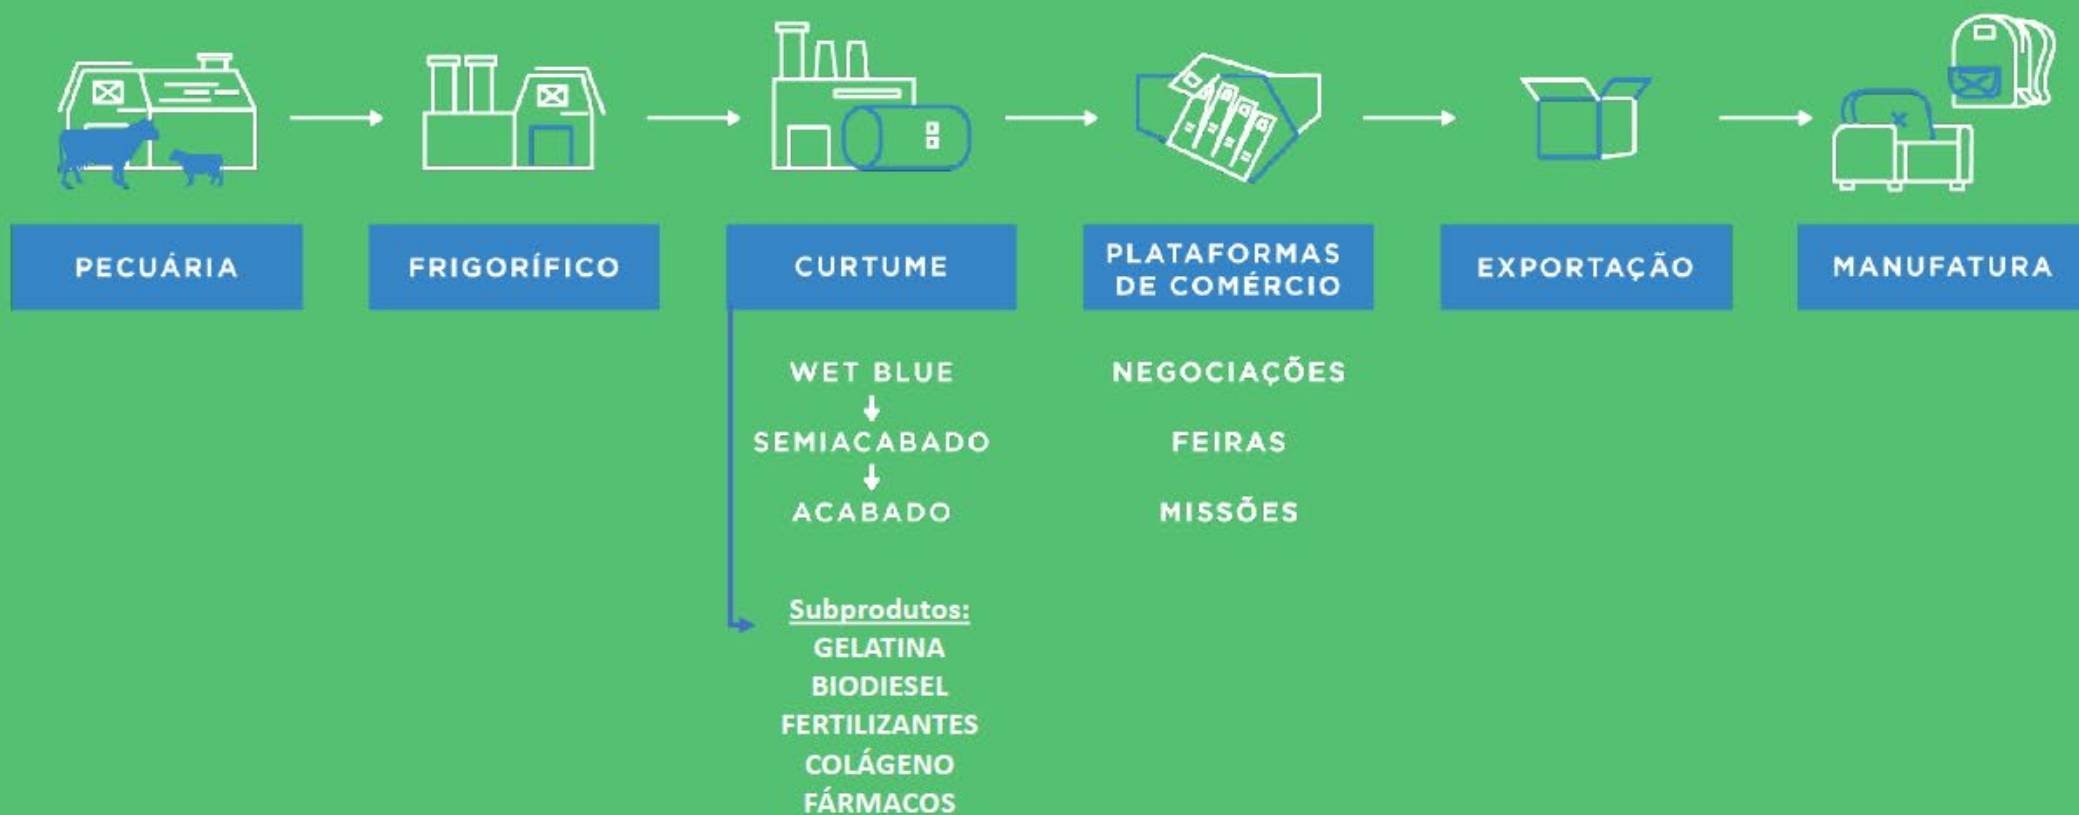 PECUÁRIA
FRIGORÍFICO
CURTUME
PLATAFORMAS
DE COMÉRCIO
EXPORTAÇÃO
MANUFATURA
WET BLUE
SEMIACABADO
ACABADO
NEGOCIAÇÕES
FEIRAS
MISSÕES
Subprodutos:
GELATINA
BIODIESEL
FERTILIZANTES
COLÁGENO
FÁRMACOS